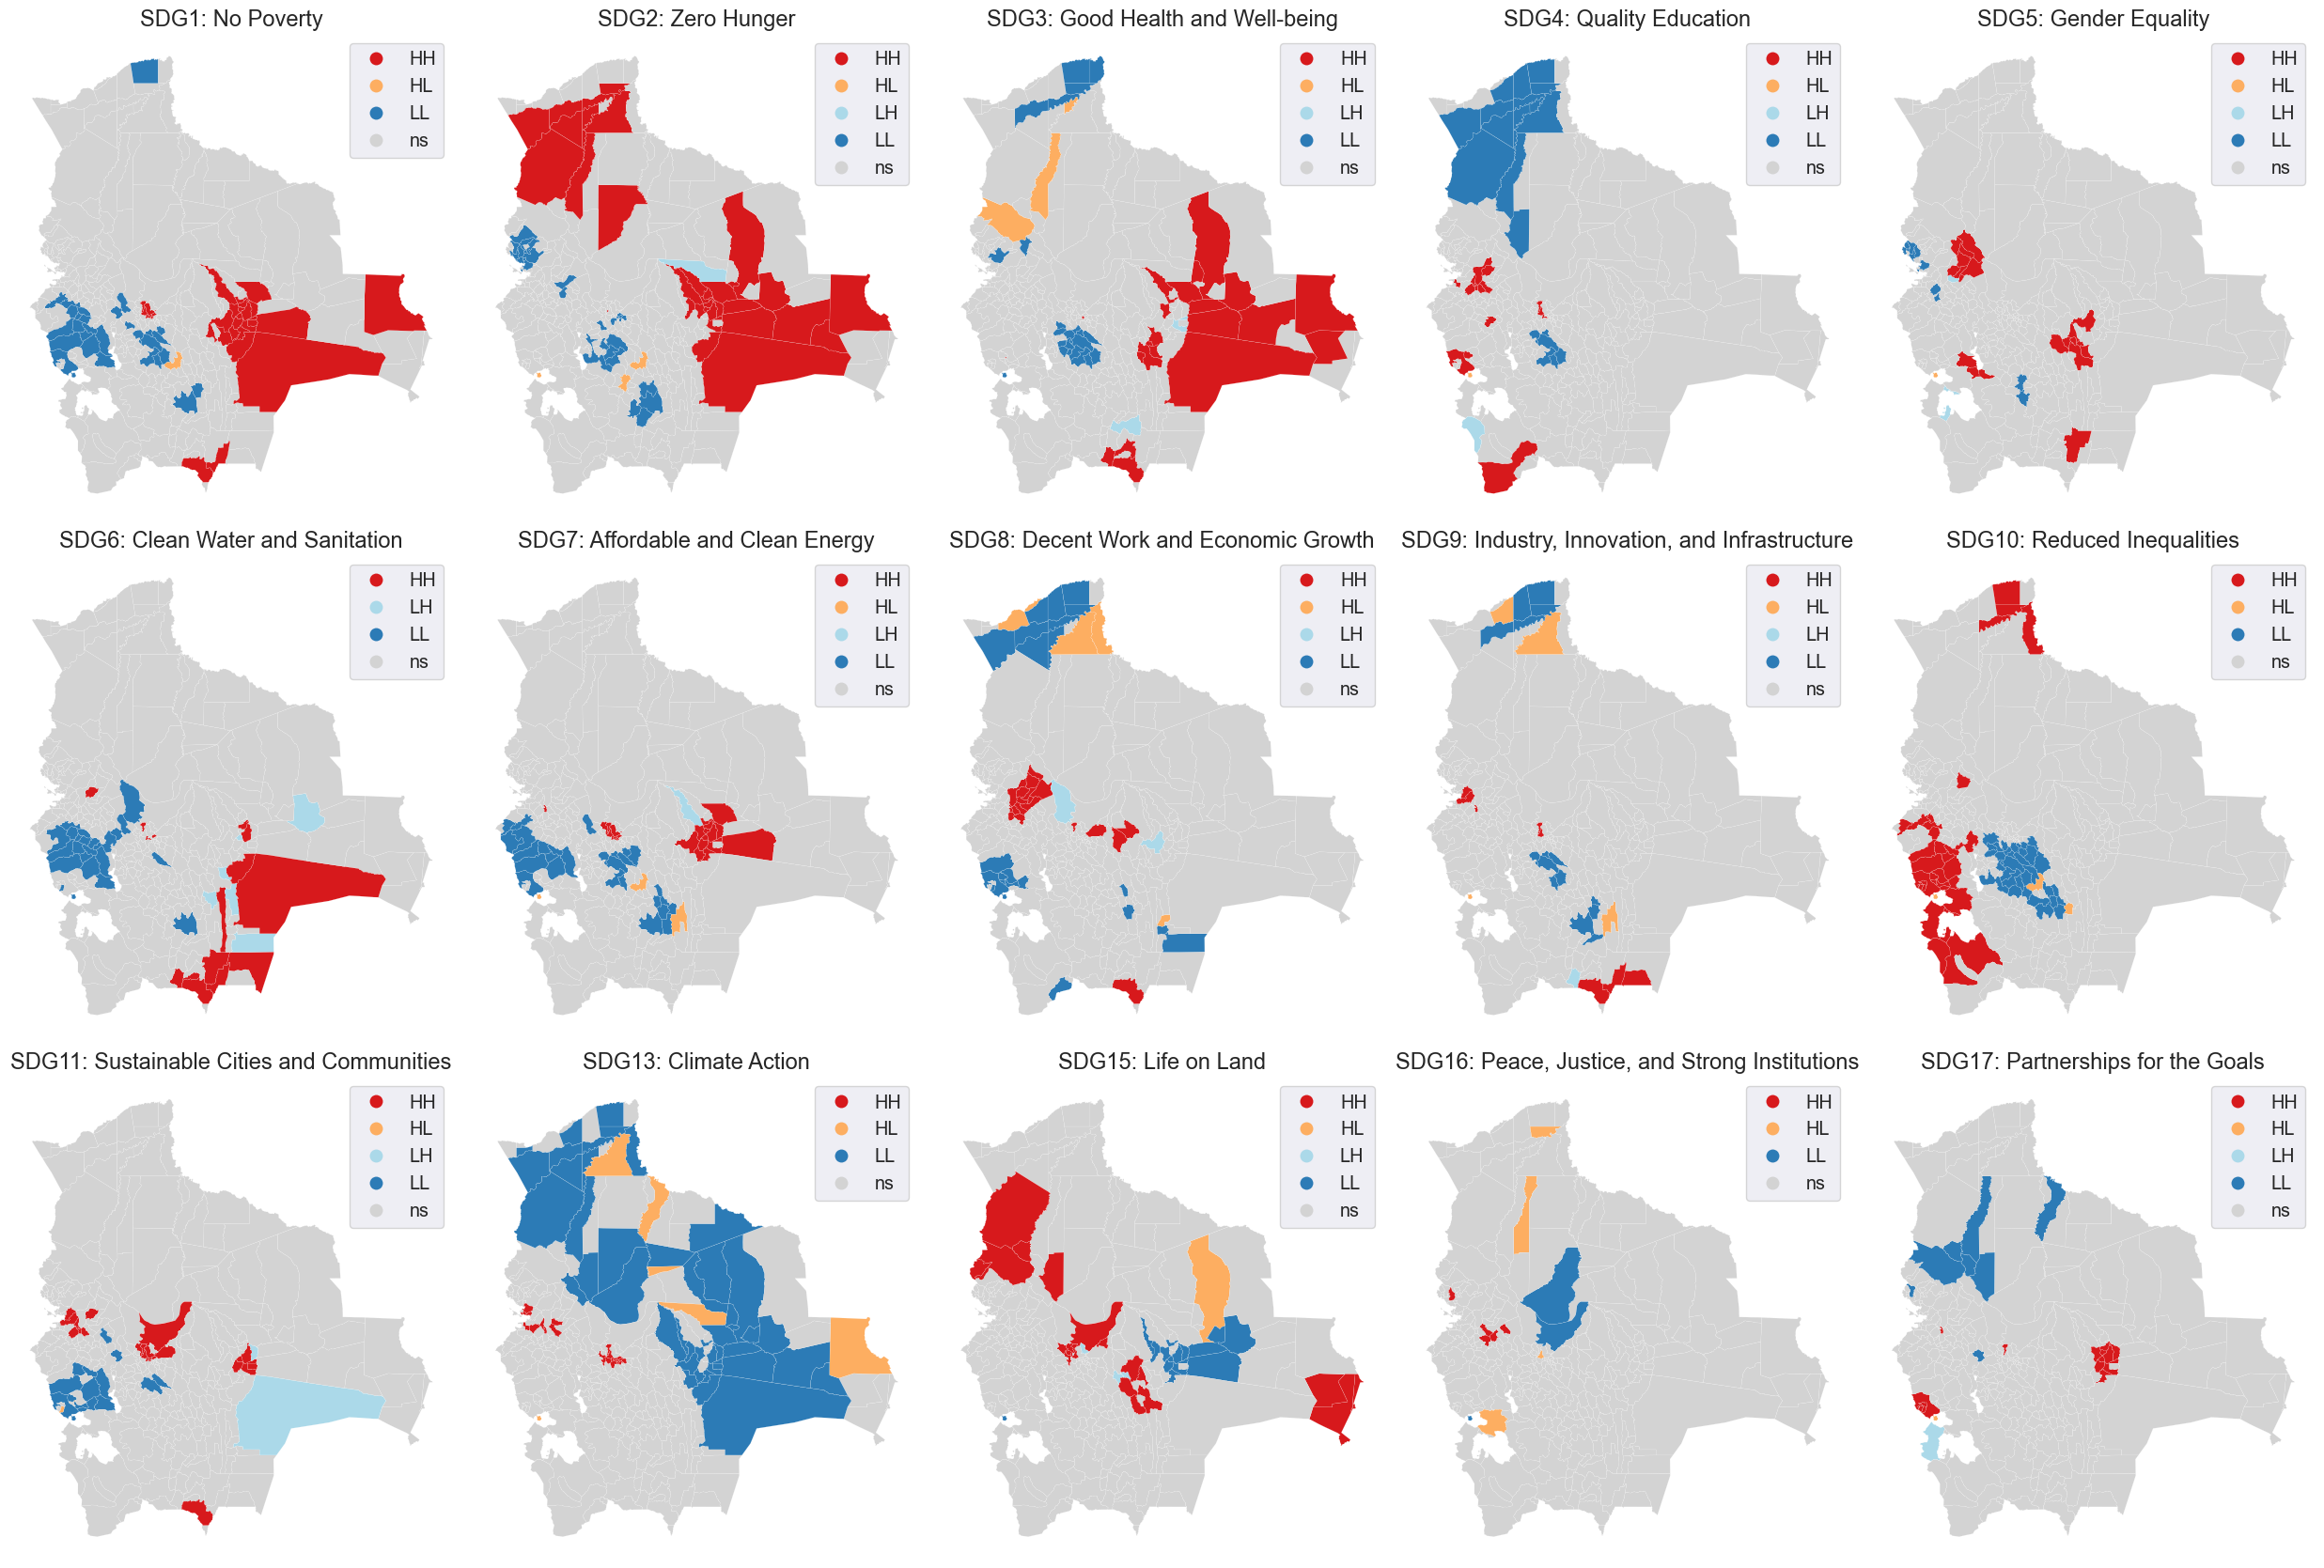 SDG1: No Poverty
HH
HL
LL
ns
SDG2: Zero Hunger
HH
HL
LH
LL
ns
SDG3: Good Health and Well-being
HH
HL
LH
LL
ns
SDG4: Quality Education
HH
HL
LH
LL
ns
SDG5: Gender Equality
HH
HL
LH
LL
ns
SDG6: Clean Water and Sanitation
HH
LH
LL
ns
SDG7: Affordable and Clean Energy
HH
HL
LH
LL
ns
SDG8: Decent Work and Economic Growth
HH
HL
LH
LL
ns
SDG9: Industry, Innovation, and Infrastructure
HH
HL
LH
LL
ns
SDG10: Reduced Inequalities
HH
HL
LL
ns
SDG11: Sustainable Cities and Communities
HH
HL
LH
LL
ns
SDG13: Climate Action
HH
HL
LL
ns
SDG15: Life on Land
HH
HL
LH
LL
ns
SDG16: Peace, Justice, and Strong Institutions
HH
HL
LL
ns
SDG17: Partnerships for the Goals
HH
HL
LH
LL
ns